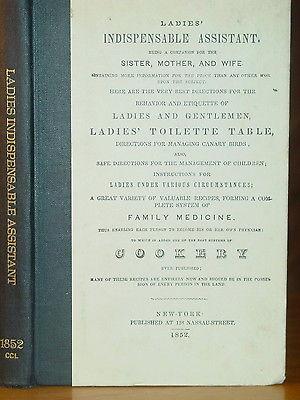 LADIES INDISPENSABLE ASSISTANT
1852
CCL
LADIES'
INDISPENSABLE ASSISTANT.
BEING A COMPANION FOR THE
SISTER, MOTHER, AND WIFE
CONTAINING MORE INFORMATION FOR THE PRICE THAN ANY OTHER WORK
UPON THE SUBJECT.
HERE ARE THE VERY BEST DIRECTIONS FOR THE
BEHAVIOR AND ETIQUETTE OF
LADIES AND GENTLEMEN,
LADIES' TOILETTE TABLE,
DIRECTIONS FOR MANAGING CANARY BIRDS,
ALSO,
SAFE DIRECTIONS FOR THE MANAGEMENT OF CHILDREN;
INSTRUCTIONS FOR
LADIES UNDER VARIOUS CIRCUMSTANCES;
A GREAT VARIETY OF VALUABLE RECIPES, FORMING A COM-
PLETE SYSTEM OF
FAMILY MEDICINE.
THUS ENABLING EACH PERSON TO BECOME HIS OR HER OWN PHYSICIAN:
TO WHICH IS ADDED ONE OF THE BEST SYSTEMS OF
COOKERY
EVER PUBLISHED;
MANY OF THESE RECIPES ARE ENTIRELY NEW AND SHOULD BE IN THE POSSES-
SION OF EVERY PERSON IN THE LAND.
NEW-YORK:
PUBLISHED AT 128 NASSAU-STREET.
1852.